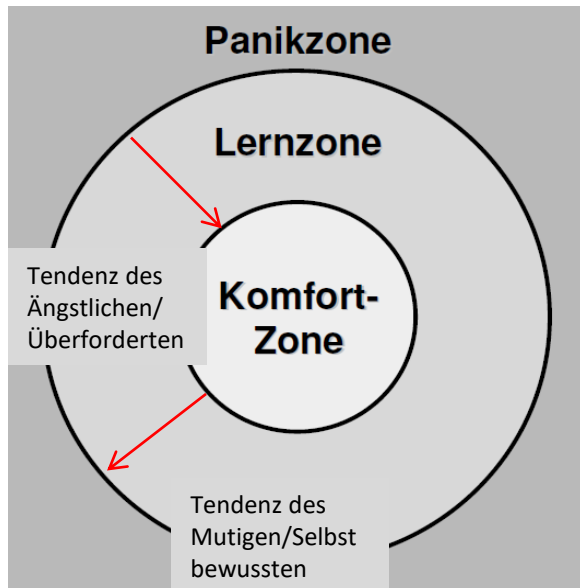 Panikzone
Lernzone
Tendenz des
Ängstlichen/
Überforderten
Komfort-
Zone
Tendenz des
Mutigen/Selbst
bewussten